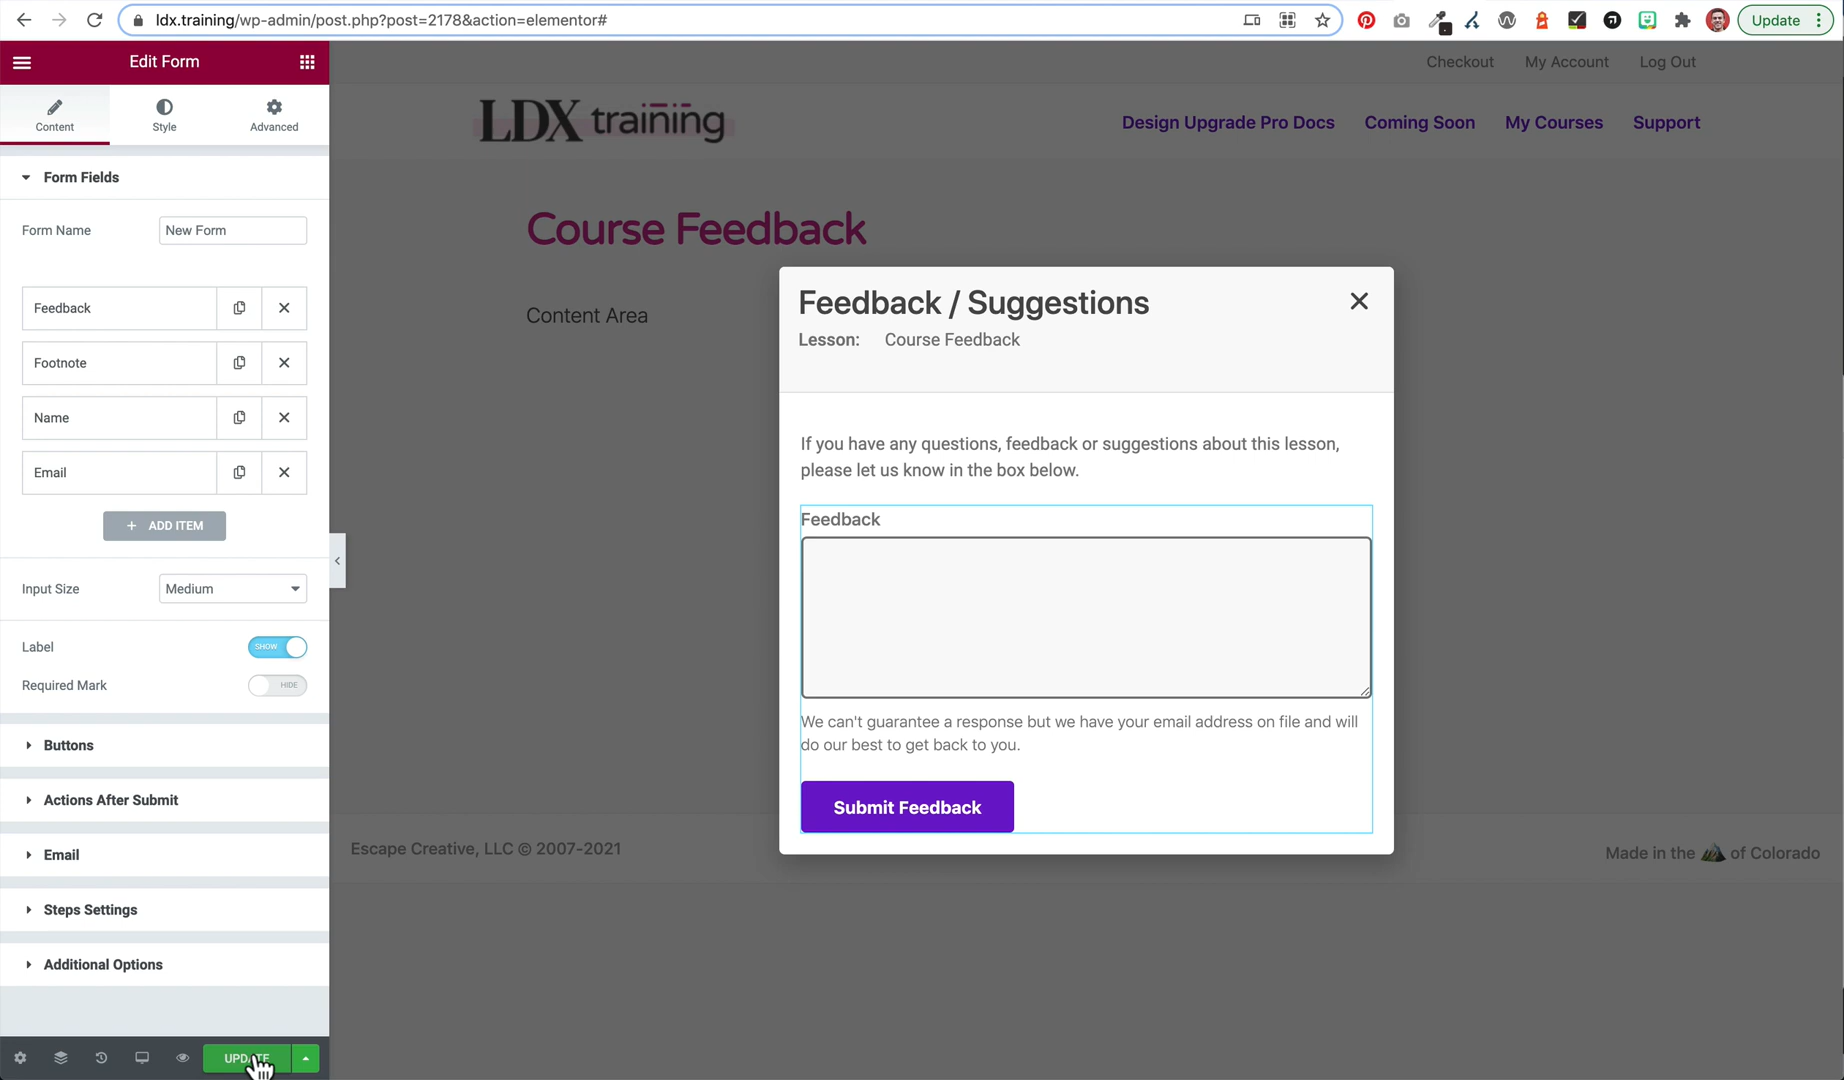 ldx.training/wp-admin/post.php?post=2178&action=elementor#
Update
Edit Form
Content
Style
Advanced
Form Fields
Form Name
New Form
Feedback
Footnote
Name
Email
+ ADD ITEM
Input Size
Medium
Label
SHOW
Required Mark
HIDE
Buttons
Actions After Submit
Email
Steps Settings
Additional Options
UPDATE
Checkout
My Account
Log Out
LDX training
Design Upgrade Pro Docs
Coming Soon
My Courses
Support
Course Feedback
Content Area
Feedback / Suggestions
Lesson: Course Feedback
If you have any questions, feedback or suggestions about this lesson,
please let us know in the box below.
Feedback
We can't guarantee a response but we have your email address on file and will
do our best to get back to you.
Submit Feedback
Escape Creative, LLC © 2007-2021
Made in the of Colorado